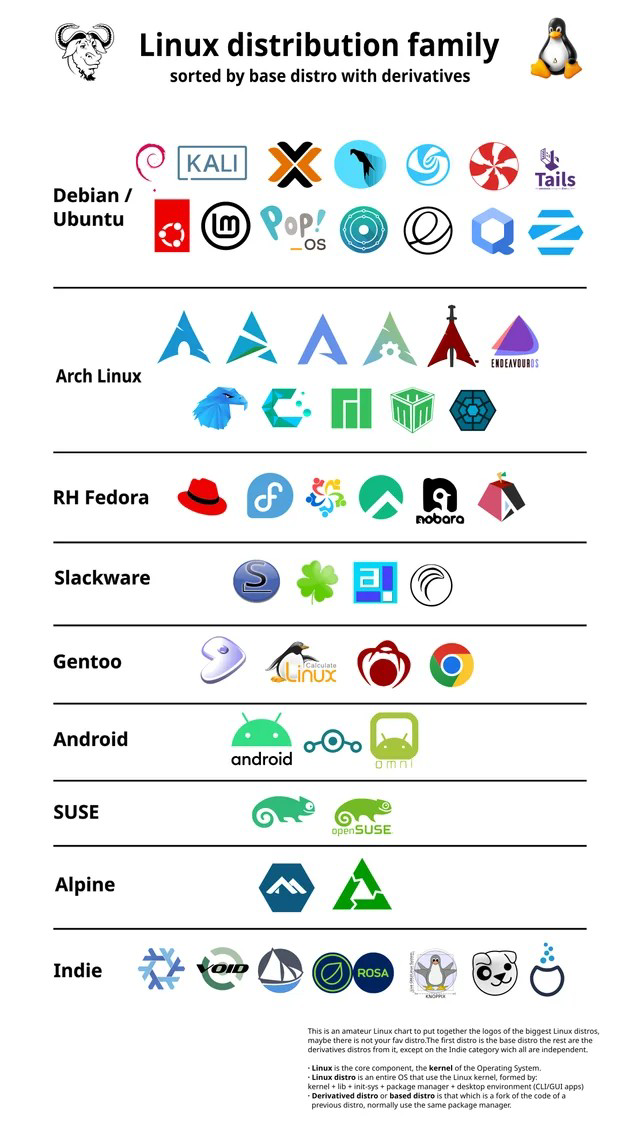 Linux distribution family
sorted by base distro with derivatives
Debian /
Ubuntu
KALI
Tails
lm
POP!
_OS
Arch Linux
ENDEAVOUROS
RH Fedora
nobara
Slackware
S
a!
Gentoo
Calculate
Linux
Android
android
omni
SUSE
openSUSE
Alpine
Indie
VOID
ROSA
KNOPPIX
This is an amateur Linux chart to put together the logos of the biggest Linux distros,
maybe there is not your fav distro.The first distro is the base distro the rest are the
derivatives distros from it, except on the Indie category wich all are independent.
· Linux is the core component, the kernel of the Operating System.
· Linux distro is an entire OS that use the Linux kernel, formed by:
kernel + lib + init-sys + package manager + desktop environment (CLI/GUI apps)
· Derivatived distro or based distro is that which is a fork of the code of a
previous distro, normally use the same package manager.